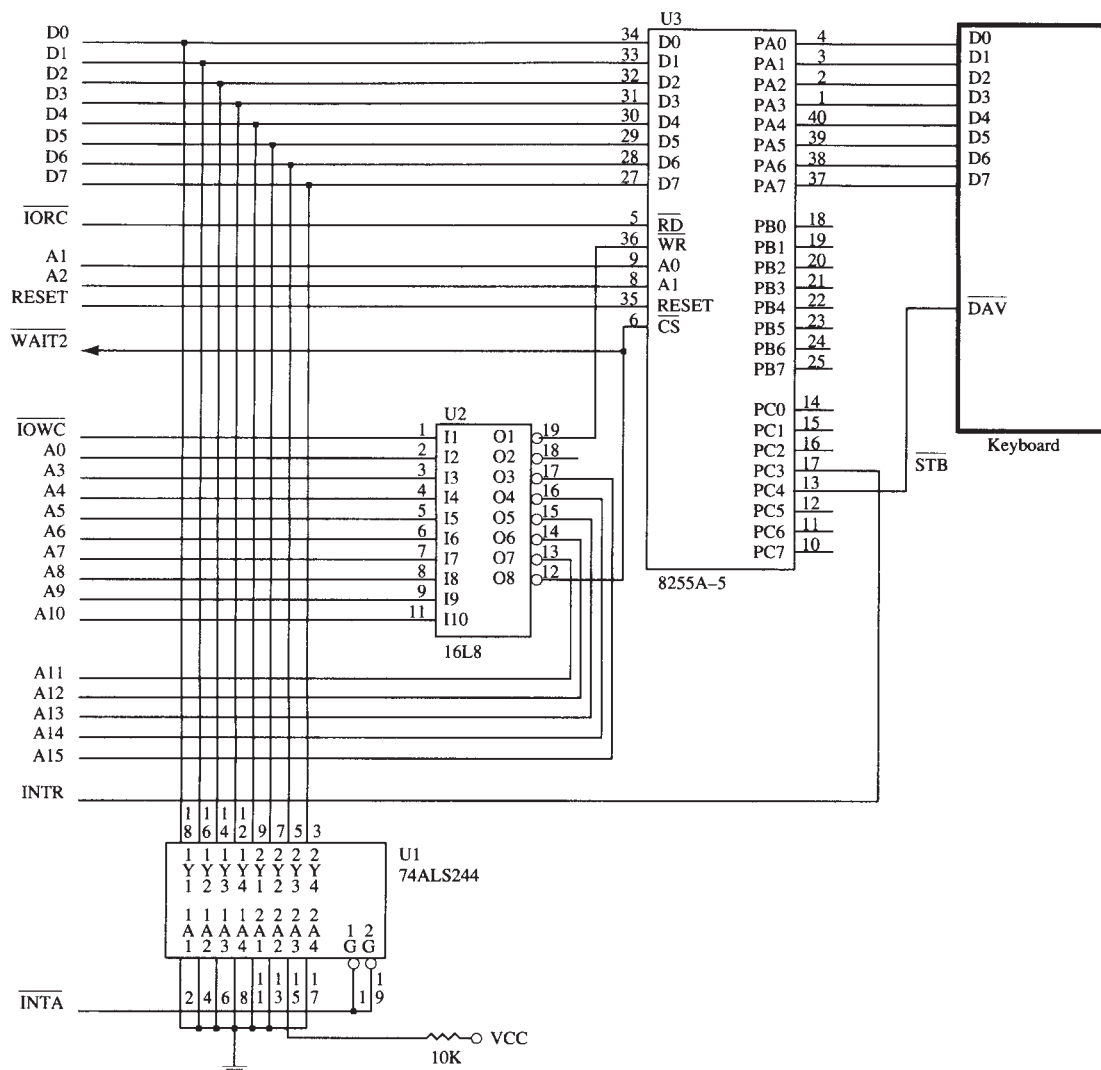 U3
D0 34 D0 PA0 4 D0
D1 33 D1 PA1 3 D1
D2 32 D2 PA2 2 D2
D3 31 D3 PA3 1 D3
D4 30 D4 PA4 40 D4
D5 29 D5 PA5 39 D5
D6 28 D6 PA6 38 D6
D7 27 D7 PA7 37 D7
IORC 5 RD PB0 18
36 WR PB1 19
A1 9 A0 PB2 20
A2 8 A1 PB3 21
RESET 35 RESET PB4 22 DAV
6 CS PB5 23
WAIT2 PB6 24
PB7 25
PC0 14
PC1 15
PC2 16
PC3 17
PC4 13
PC5 12
PC6 11
PC7 10
8255A–5
Keyboard
STB
U2
IOWC 1 I1 O1 19
A0 2 I2 O2 18
A3 3 I3 O3 17
A4 4 I4 O4 16
A5 5 I5 O5 15
A6 6 I6 O6 14
A7 7 I7 O7 13
A8 8 I8 O8 12
A9 9 I9
A10 11 I10
16L8
A11
A12
A13
A14
A15
INTR
18 16 14 12 9 7 5 3
1Y1 1Y2 1Y3 1Y4 2Y1 2Y2 2Y3 2Y4
U1
74ALS244
1A1 1A2 1A3 1A4 2A1 2A2 2A3 2A4 1G 2G
INTA 2 4 6 8 11 13 15 17 1 19
VCC
10K